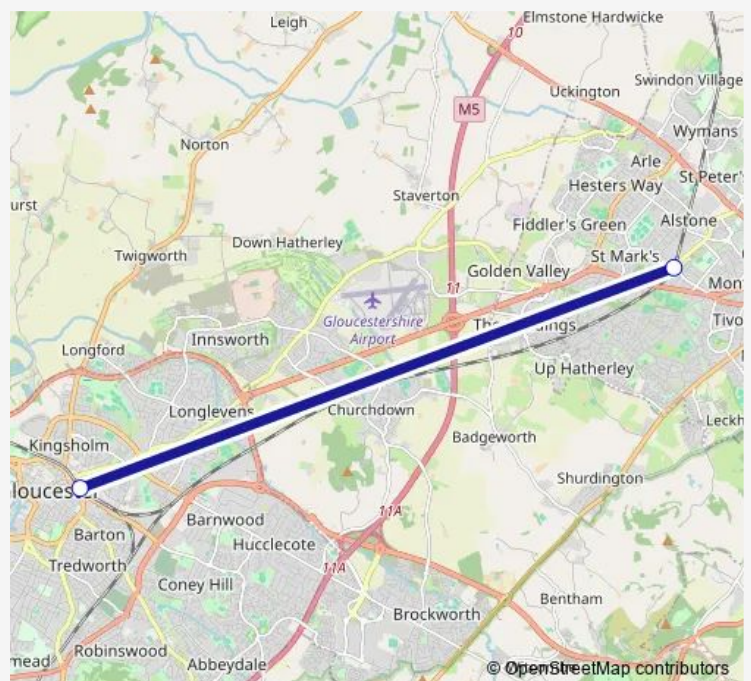 Elmstone Hardwicke
Leigh
10
Swindon Village
Uckington
M5
Wymans
Norton
Arle
St Peter's
Hesters Way
Staverton
urst
Fiddler's Green
Alstone
Down Hatherley
Twigworth
St Mark's
Golden Valley
Mon
11
Gloucestershire
Airport
The
ings
Tivo
Innsworth
Longford
Up Hatherley
Longlevens
Churchdown
Leckh
Kingsholm
Badgeworth
loucester
Shurdington
11A
Barnwood
Barton
Hucclecote
Tredworth
11A
Coney Hill
Bentham
Brockworth
Robinswood
mead
Abbeydale
© OpenStreetMap contributors